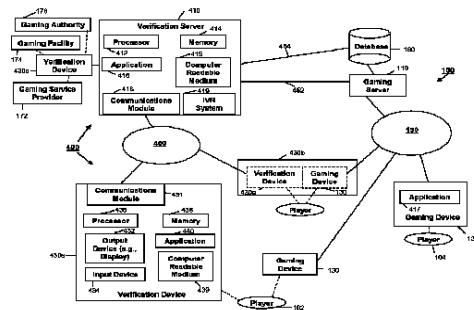 178
Gaming Authority
Gaming Facility
174
Verification Device
430c
Gaming Service Provider
172
410
Verification Server
Processor
412
Memory
414
Application
416
415
Computer Readable Medium
418
Communications Module
419
IVR System
404
402
Database
180
110
Gaming Server
100
400
400
150
430b
Verification Device
Gaming Device
430a
130
Player
Application
417
Gaming Device
Player
104
Communications Module
431
436
Processor
438
Memory
432
Output Device (e.g., Display)
440
Application
Computer Readable Medium
430a
434
Input Device
439
Verification Device
Gaming Device
130
Player
102